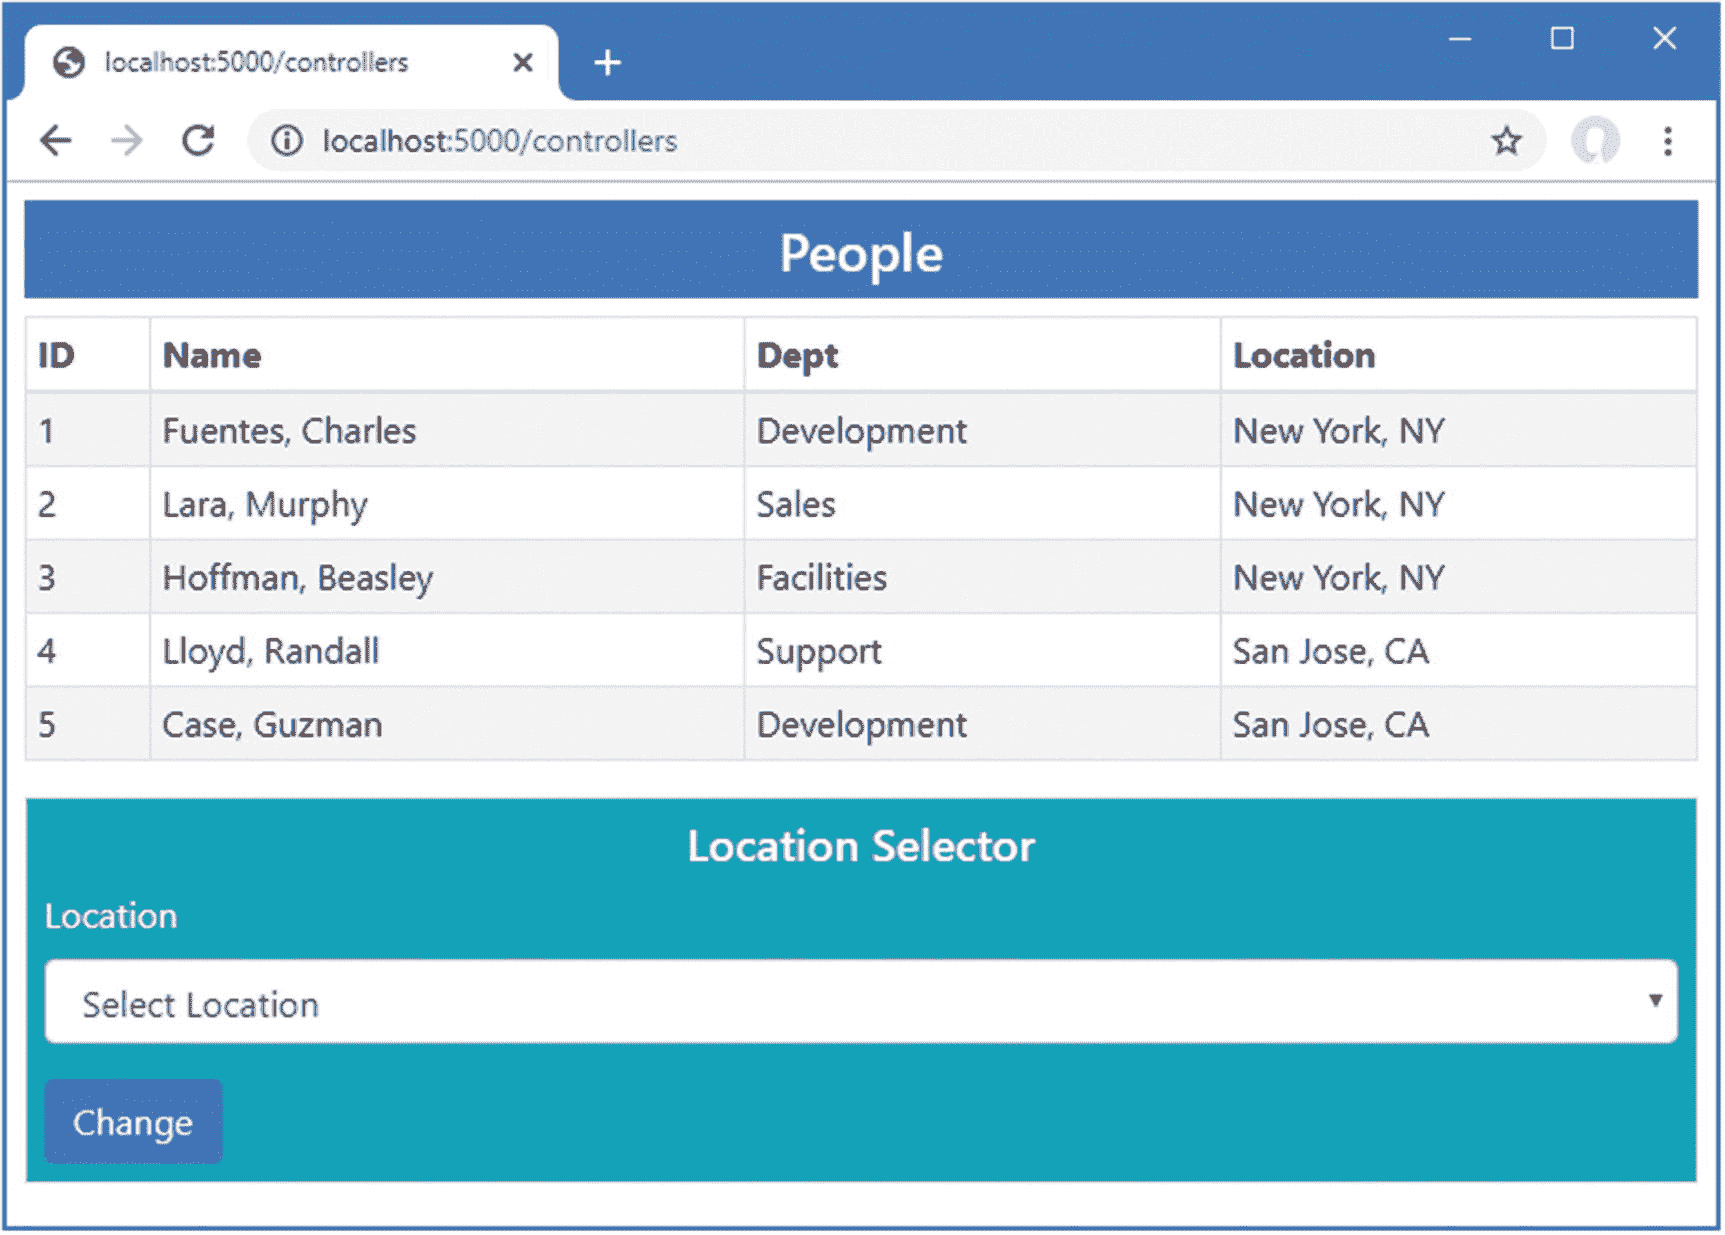 localhost:5000/controllers
localhost:5000/controllers
People
ID Name Dept Location
1 Fuentes, Charles Development New York, NY
2 Lara, Murphy Sales New York, NY
3 Hoffman, Beasley Facilities New York, NY
4 Lloyd, Randall Support San Jose, CA
5 Case, Guzman Development San Jose, CA
Location Selector
Location
Select Location
Change